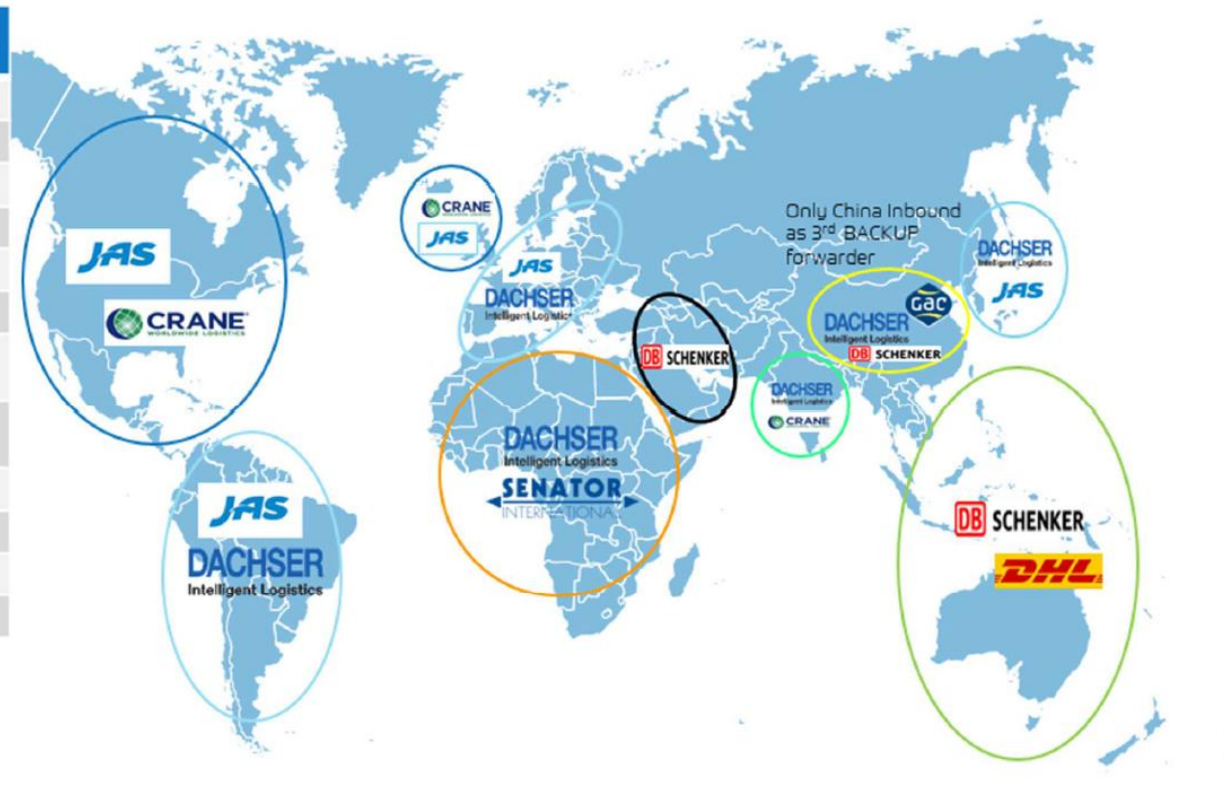 JAS
CRANE
WORLDWIDE LOGISTICS
JAS
DACHSER
Intelligent Logistics
CRANE
JAS
JAS
DACHSER
Intelligent Logistics
DACHSER
Intelligent Logistics
SENATOR
INTERNATIONAL
DB SCHENKER
DACHSER
Intelligent Logistics
CRANE
Only China Inbound
as 3rd BACKUP
forwarder
GAC
DACHSER
Intelligent Logistics
DB SCHENKER
DACHSER
Intelligent Logistics
JAS
DB SCHENKER
DHL